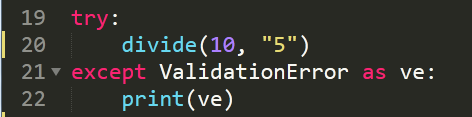 19 try:
20     divide(10, "5")
21 except ValidationError as ve:
22     print(ve)